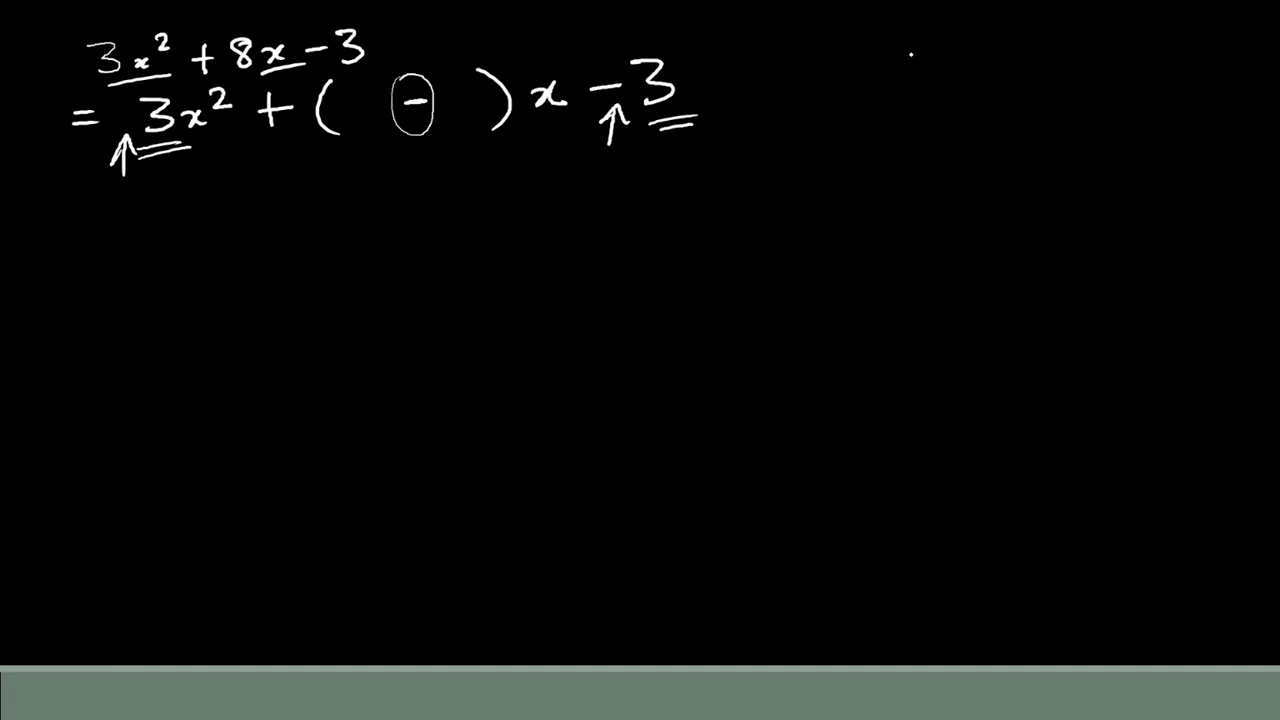 3x² + 8x - 3
= 3x² + ( - ) x - 3